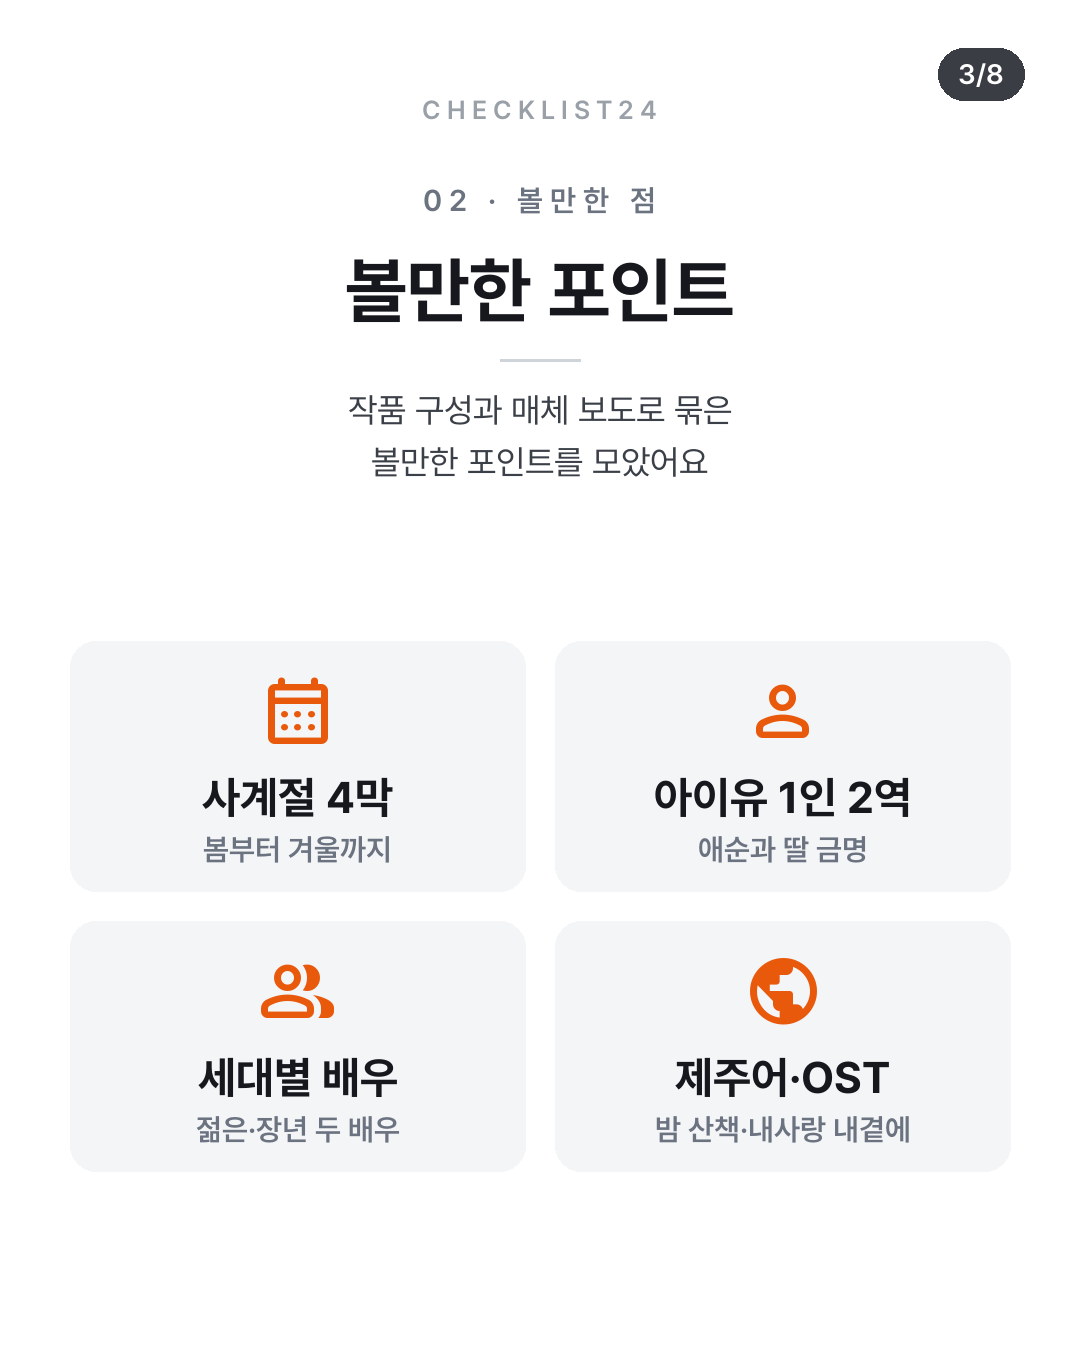 3/8
CHECKLIST24
02 · 볼만한 점
볼만한 포인트
작품 구성과 매체 보도로 묶은
볼만한 포인트를 모았어요
사계절 4막
봄부터 겨울까지
아이유 1인 2역
애순과 딸 금명
세대별 배우
젊은·장년 두 배우
제주어·OST
밤 산책·내사랑 내곁에